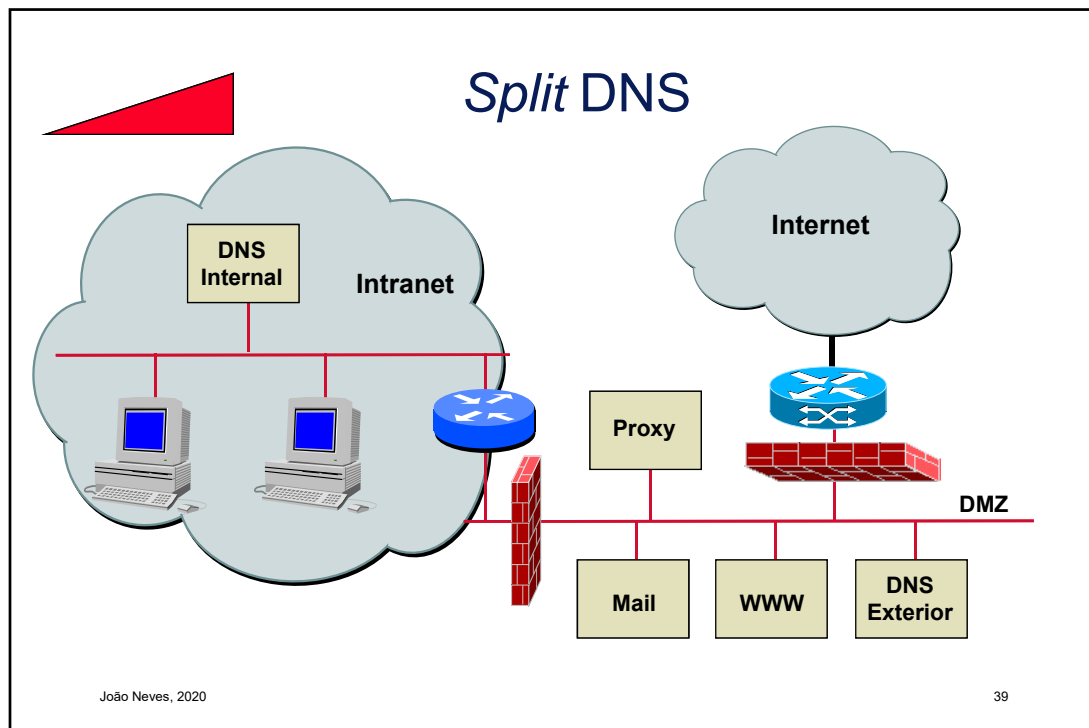 Split DNS
DNS
Internal
Intranet
Internet
Proxy
DMZ
Mail
WWW
DNS
Exterior
João Neves, 2020
39